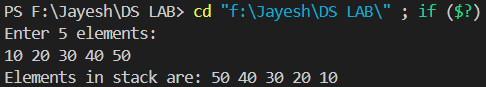 PS F:\Jayesh\DS LAB> cd "f:\Jayesh\DS LAB\" ; if ($?)
Enter 5 elements:
10 20 30 40 50
Elements in stack are: 50 40 30 20 10